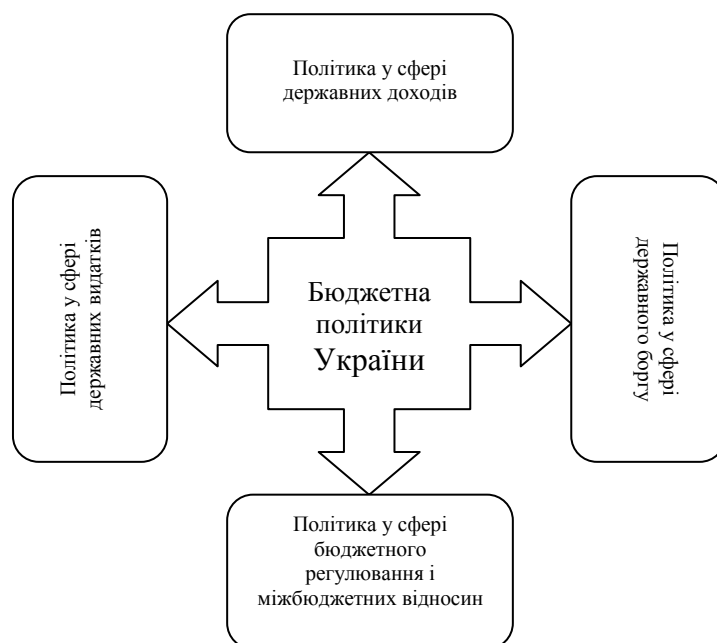 Політика у сфері
державних доходів
Політика у сфері
державних видатків
Бюджетна
політики
України
Політика у сфері
державного боргу
Політика у сфері
бюджетного
регулювання і
міжбюджетних відносин